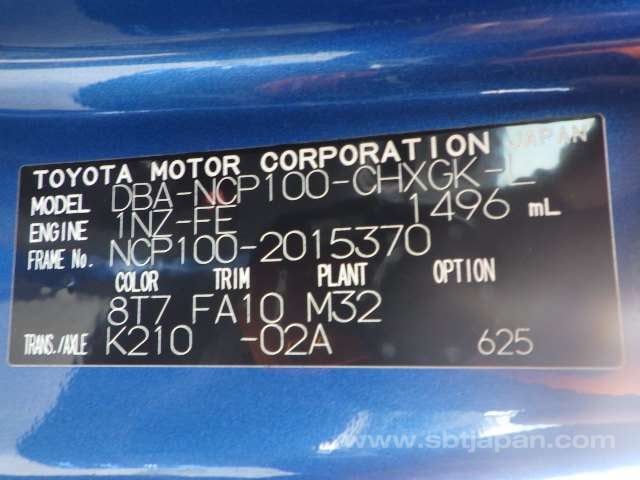 TOYOTA MOTOR CORPORATION JAPAN
MODEL DBA-NCP100-CHXGK-L
ENGINE 1NZ-FE 1496 mL
FRAME No. NCP100-2015370
COLOR TRIM PLANT OPTION
8T7 FA10 M32
TRANS./AXLE K210 -02A 625
www.sbtjapan.com